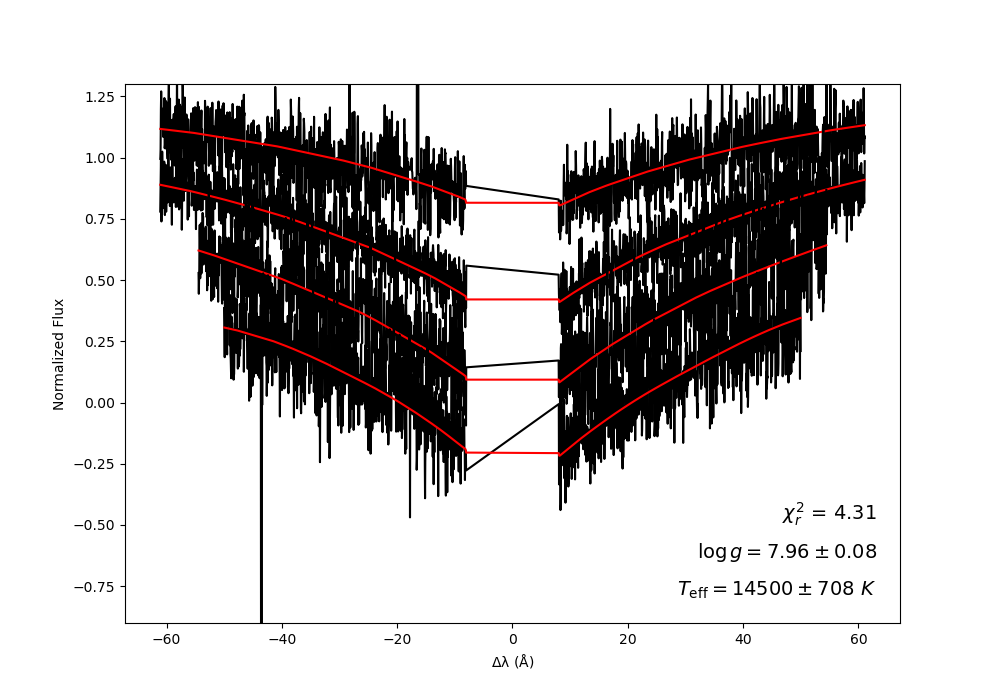 1.25
1.00
0.75
0.50
0.25
0.00
−0.25
−0.50
−0.75
Normalized Flux
χ²ᵣ = 4.31
log g = 7.96 ± 0.08
T_eff = 14500 ± 708 K
−60 −40 −20 0 20 40 60
Δλ (Å)